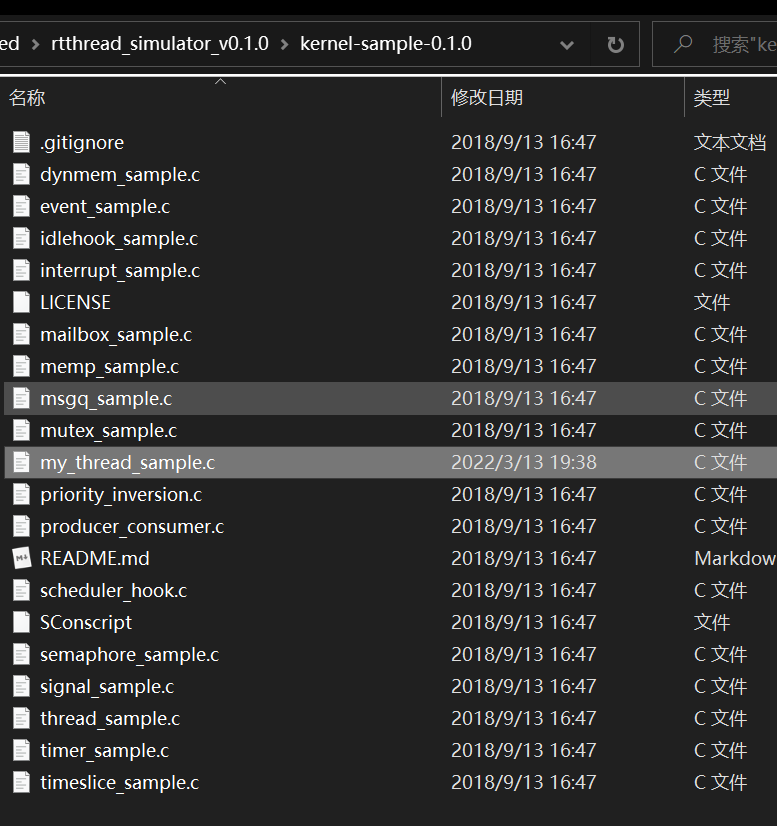 ed > rtthread_simulator_v0.1.0 > kernel-sample-0.1.0 搜索"ke
名称 修改日期 类型
.gitignore 2018/9/13 16:47 文本文档
dynmem_sample.c 2018/9/13 16:47 C 文件
event_sample.c 2018/9/13 16:47 C 文件
idlehook_sample.c 2018/9/13 16:47 C 文件
interrupt_sample.c 2018/9/13 16:47 C 文件
LICENSE 2018/9/13 16:47 文件
mailbox_sample.c 2018/9/13 16:47 C 文件
memp_sample.c 2018/9/13 16:47 C 文件
msgq_sample.c 2018/9/13 16:47 C 文件
mutex_sample.c 2018/9/13 16:47 C 文件
my_thread_sample.c 2022/3/13 19:38 C 文件
priority_inversion.c 2018/9/13 16:47 C 文件
producer_consumer.c 2018/9/13 16:47 C 文件
README.md 2018/9/13 16:47 Markdow
scheduler_hook.c 2018/9/13 16:47 C 文件
SConscript 2018/9/13 16:47 文件
semaphore_sample.c 2018/9/13 16:47 C 文件
signal_sample.c 2018/9/13 16:47 C 文件
thread_sample.c 2018/9/13 16:47 C 文件
timer_sample.c 2018/9/13 16:47 C 文件
timeslice_sample.c 2018/9/13 16:47 C 文件